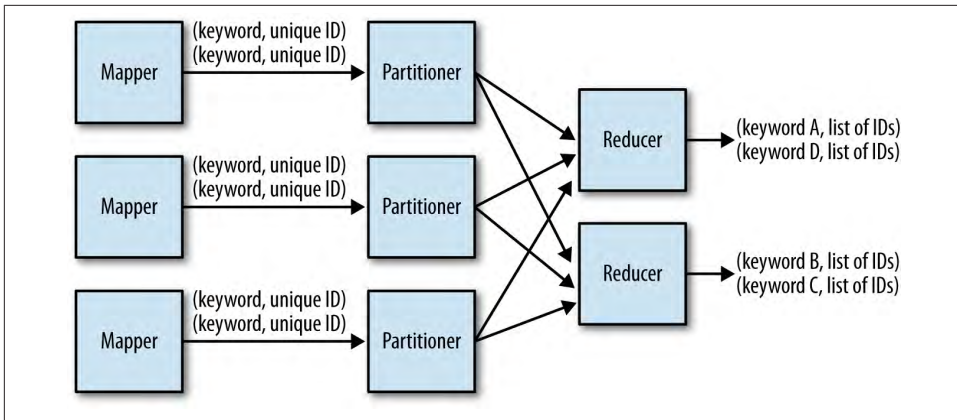 (keyword, unique ID)
(keyword, unique ID)
Mapper
Partitioner
Reducer
(keyword A, list of IDs)
(keyword D, list of IDs)
(keyword, unique ID)
(keyword, unique ID)
Mapper
Partitioner
Reducer
(keyword B, list of IDs)
(keyword C, list of IDs)
(keyword, unique ID)
(keyword, unique ID)
Mapper
Partitioner